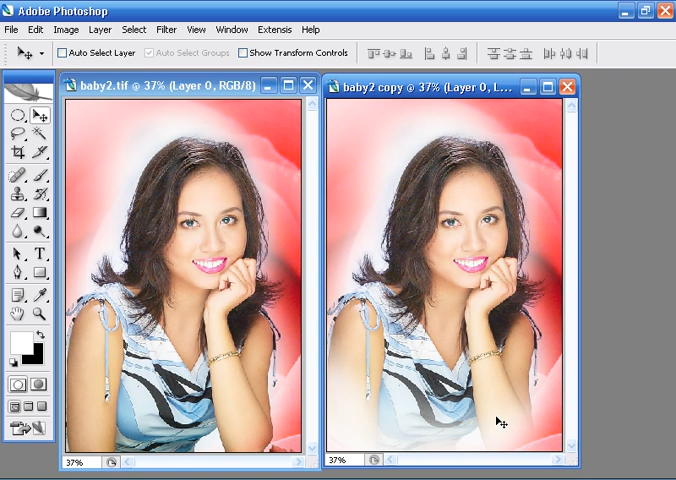 Adobe Photoshop
File Edit Image Layer Select Filter View Window Extensis Help
Auto Select Layer Auto Select Groups Show Transform Controls
baby2.tif @ 37% (Layer 0, RGB/8)
baby2 copy @ 37% (Layer 0, L...
T
37%
37%